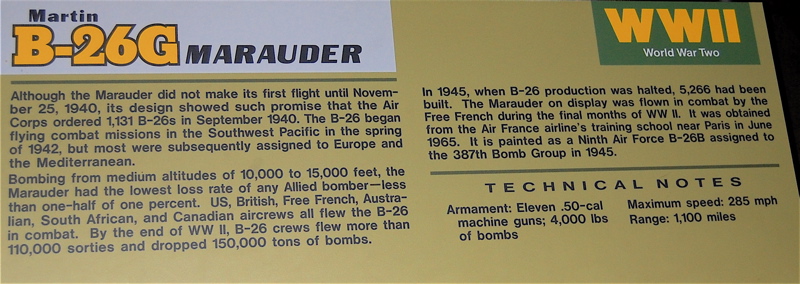 Martin
B-26G MARAUDER
Although the Marauder did not make its first flight until Novem-
ber 25, 1940, its design showed such promise that the Air
Corps ordered 1,131 B-26s in September 1940. The B-26 began
flying combat missions in the Southwest Pacific in the spring
of 1942, but most were subsequently assigned to Europe and
the Mediterranean.
Bombing from medium altitudes of 10,000 to 15,000 feet, the
Marauder had the lowest loss rate of any Allied bomber—less
than one-half of one percent. US, British, Free French, Austra-
lian, South African, and Canadian aircrews all flew the B-26
in combat. By the end of WW II, B-26 crews flew more than
110,000 sorties and dropped 150,000 tons of bombs.
WWII
World War Two
In 1945, when B-26 production was halted, 5,266 had been
built. The Marauder on display was flown in combat by the
Free French during the final months of WW II. It was obtained
from the Air France airline's training school near Paris in June
1965. It is painted as a Ninth Air Force B-26B assigned to
the 387th Bomb Group in 1945.
TECHNICAL NOTES
Armament: Eleven .50-cal
machine guns; 4,000 lbs
of bombs
Maximum speed: 285 mph
Range: 1,100 miles